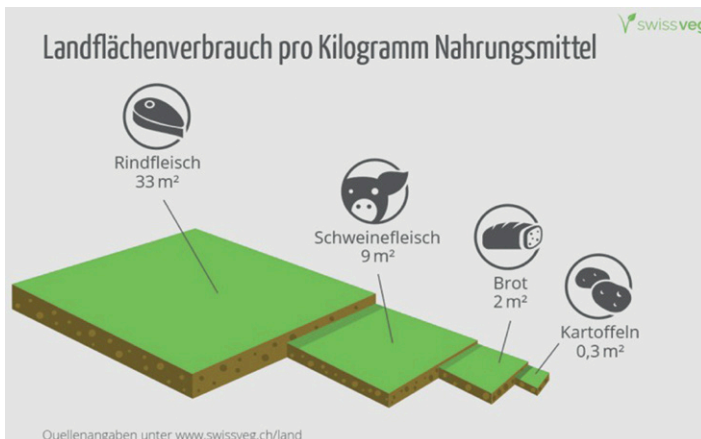 swissveg
Landflächenverbrauch pro Kilogramm Nahrungsmittel
Rindfleisch
33 m²
Schweinefleisch
9 m²
Brot
2 m²
Kartoffeln
0,3 m²
Quellenangaben unter www.swissveg.ch/land